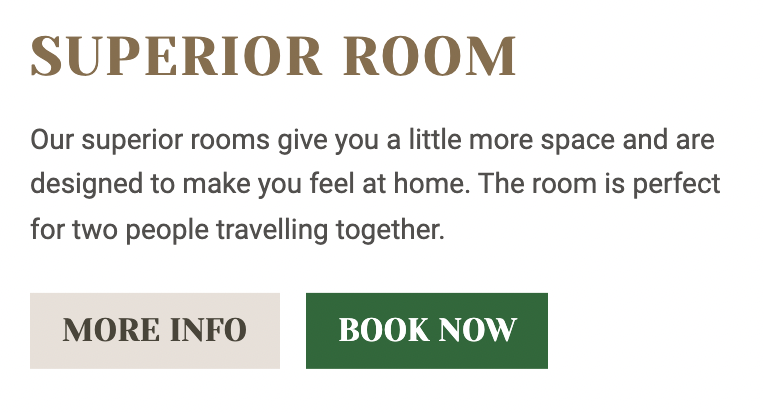 SUPERIOR ROOM
Our superior rooms give you a little more space and are
designed to make you feel at home. The room is perfect
for two people travelling together.
MORE INFO
BOOK NOW